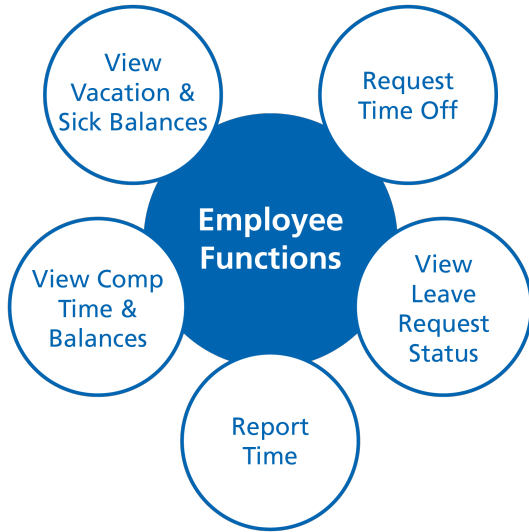 View
Vacation &
Sick Balances
Request
Time Off
Employee
Functions
View Comp
Time &
Balances
View
Leave
Request
Status
Report
Time